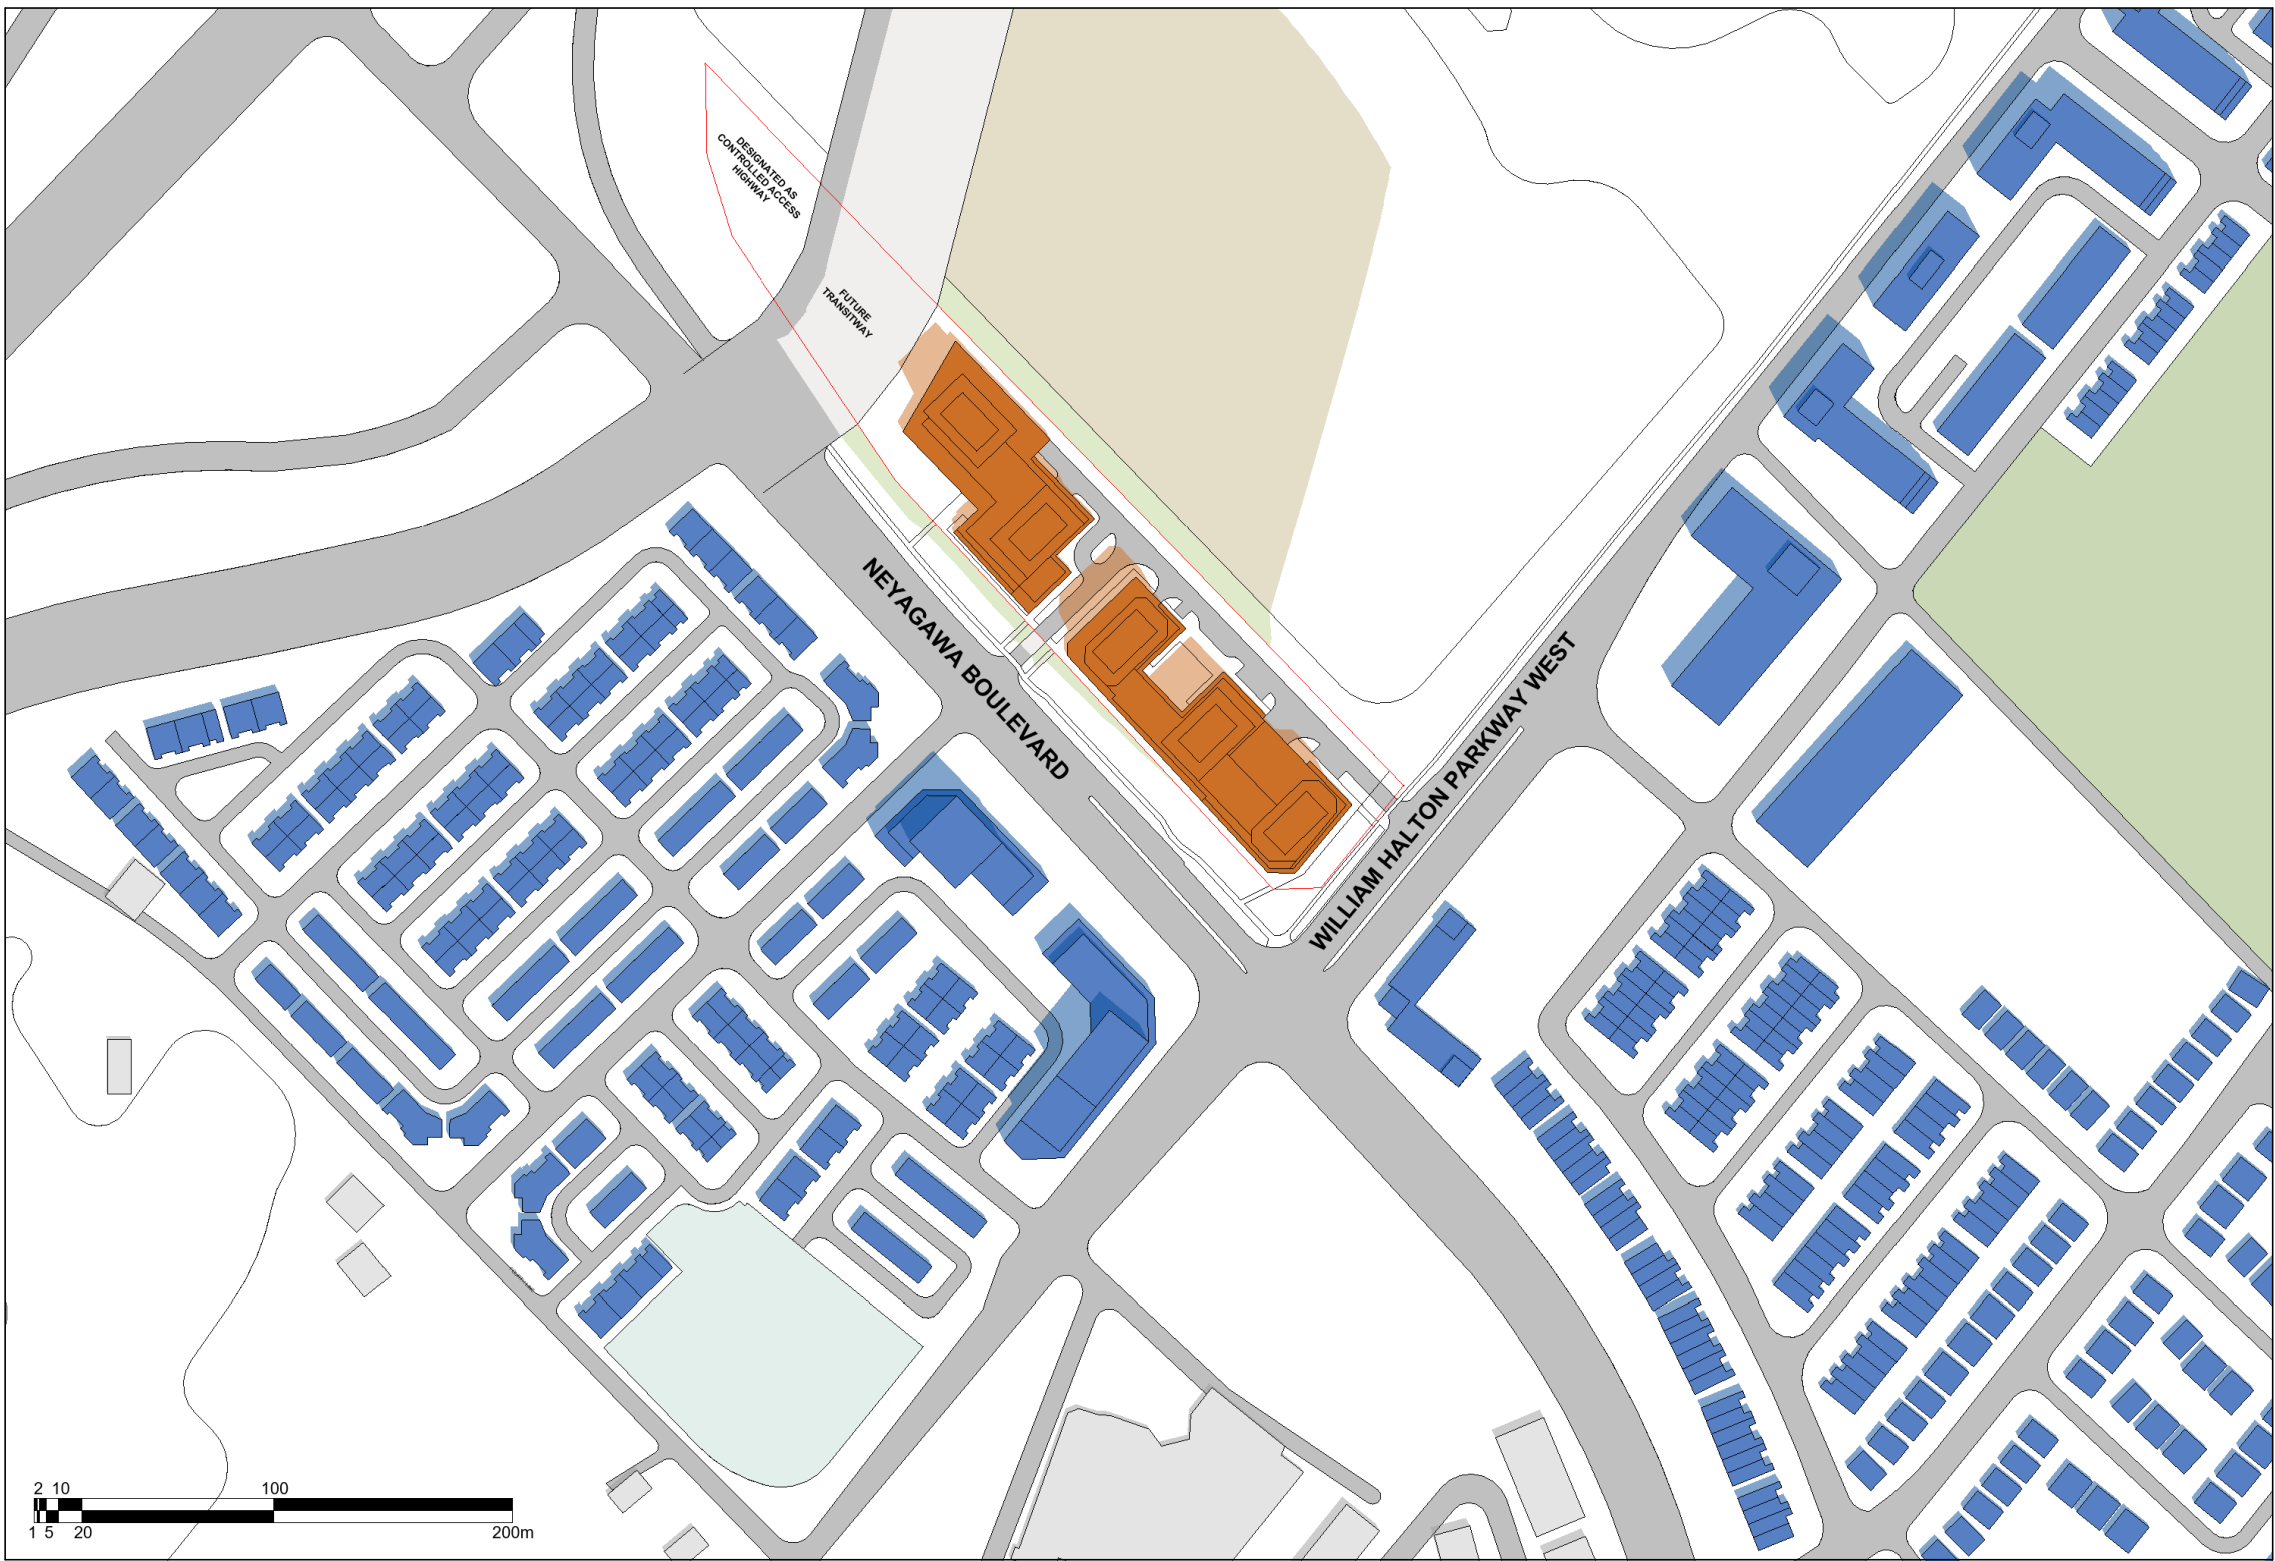 DESIGNATED AS
CONTROLLED ACCESS
HIGHWAY
FUTURE
TRANSITWAY
NEYAGAWA BOULEVARD
WILLIAM HALTON PARKWAY WEST
2 10 100
1 5 20 200m